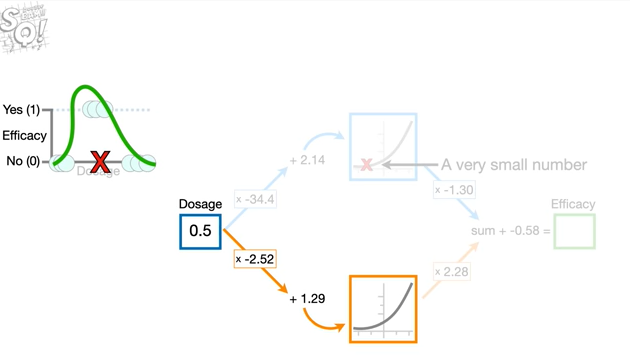 Yes (1)
Efficacy
No (0)
Dosage
Dosage
0.5
x -34.4
+ 2.14
A very small number
x -1.30
Efficacy
sum + -0.58 =
x -2.52
+ 1.29
x 2.28